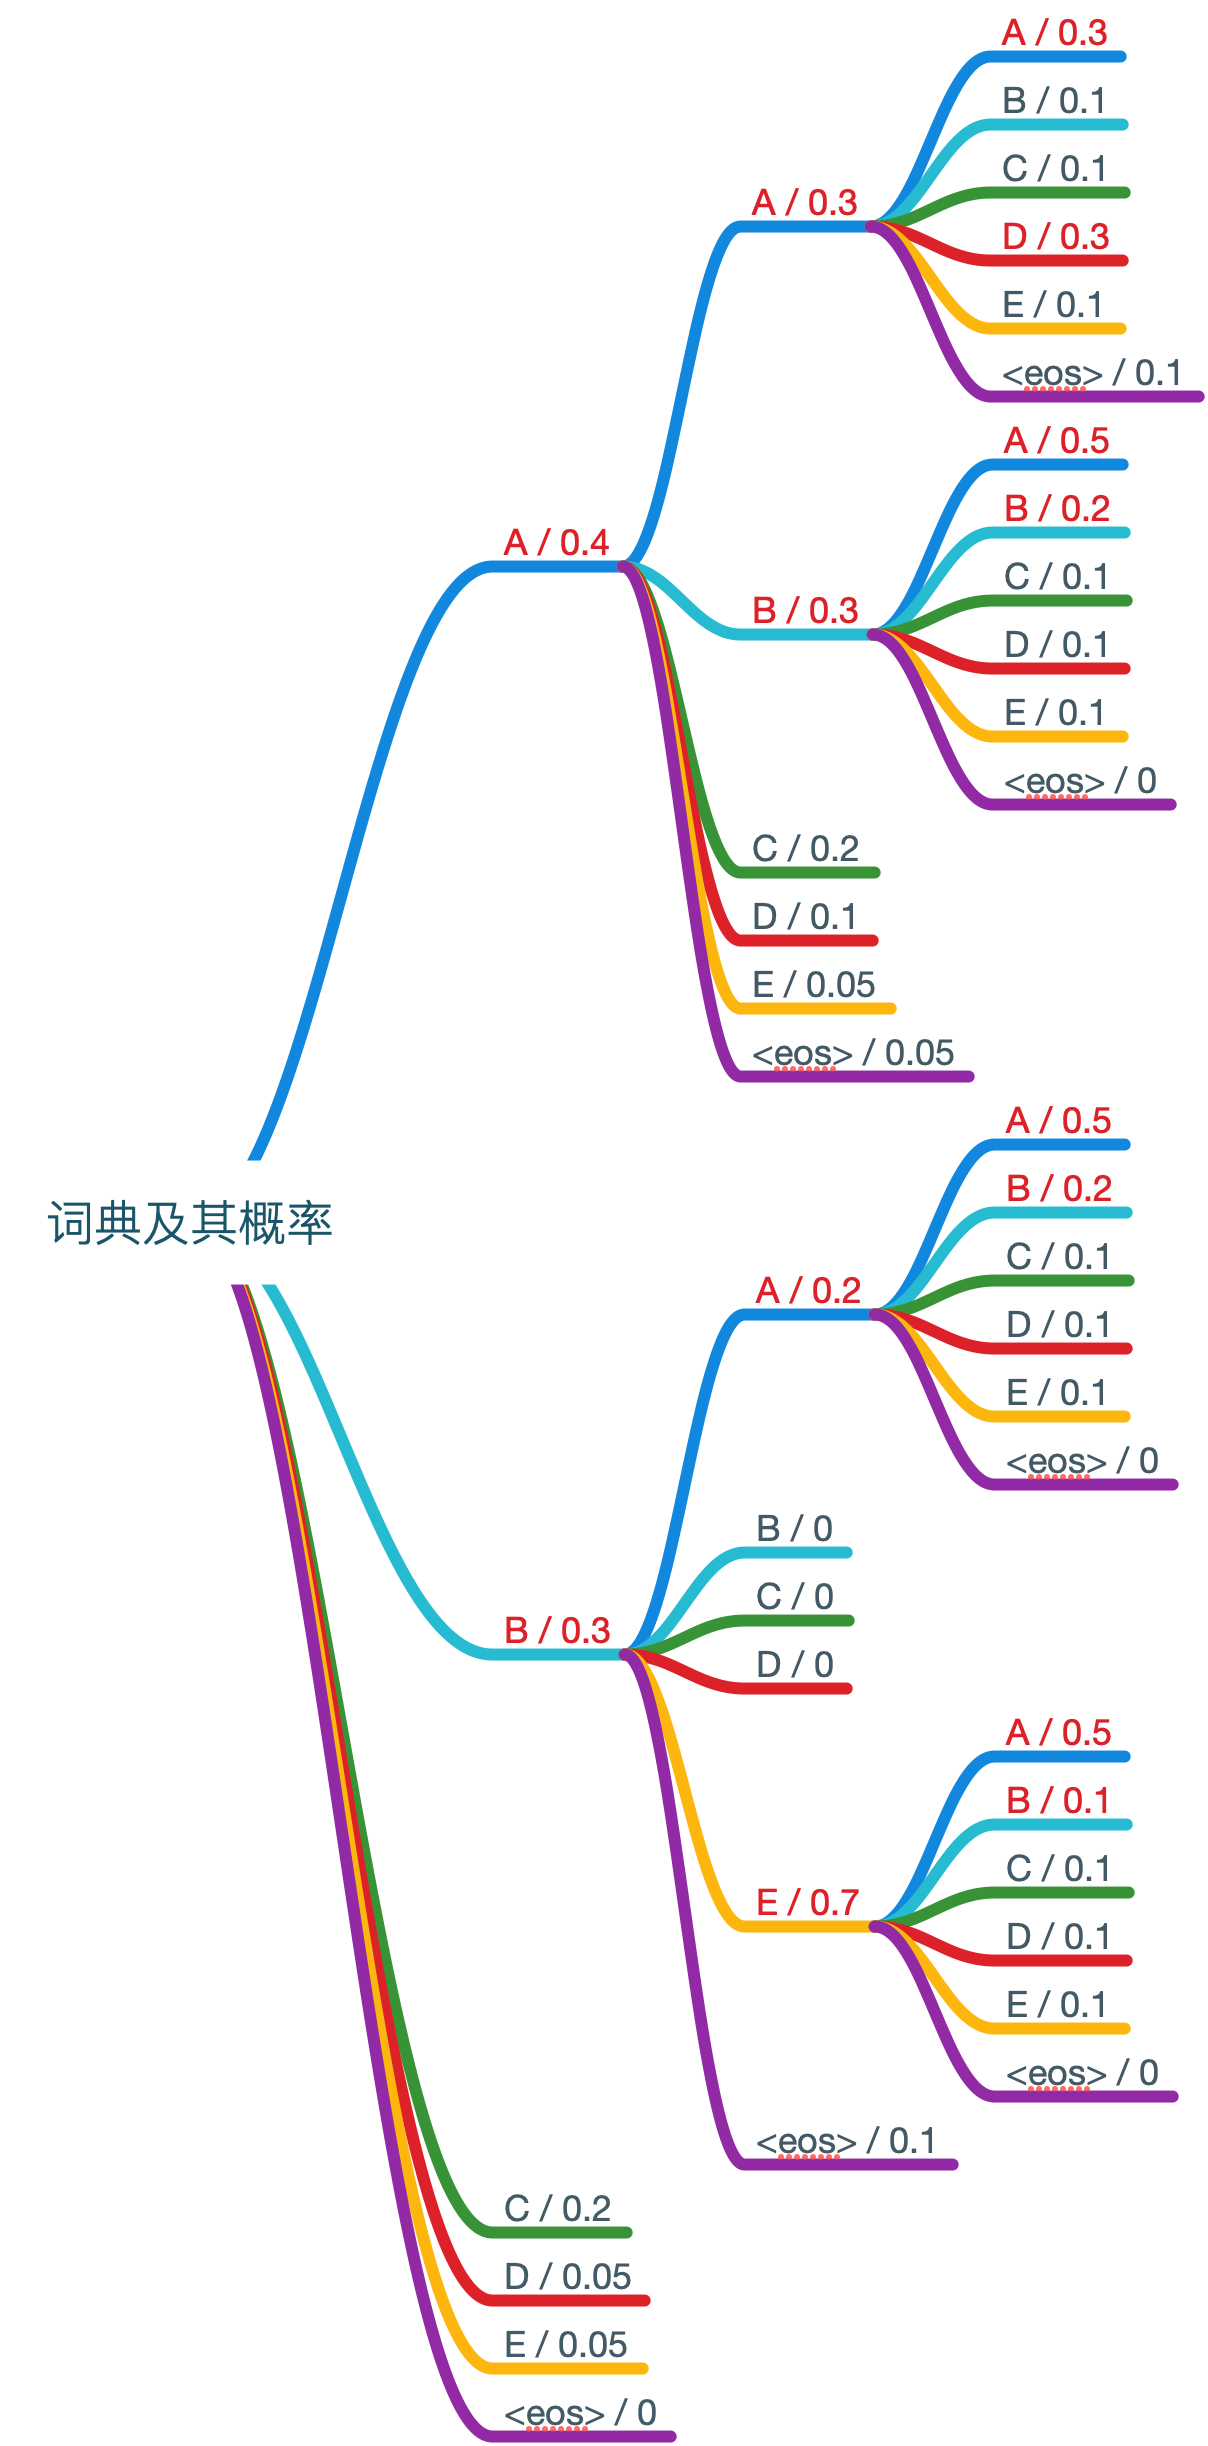 A / 0.3
B / 0.1
C / 0.1
A / 0.3
D / 0.3
E / 0.1
<eos> / 0.1
A / 0.5
B / 0.2
A / 0.4
C / 0.1
B / 0.3
D / 0.1
E / 0.1
<eos> / 0
C / 0.2
D / 0.1
E / 0.05
<eos> / 0.05
A / 0.5
词典及其概率
B / 0.2
C / 0.1
A / 0.2
D / 0.1
E / 0.1
<eos> / 0
B / 0
C / 0
B / 0.3
D / 0
A / 0.5
B / 0.1
C / 0.1
E / 0.7
D / 0.1
E / 0.1
<eos> / 0
<eos> / 0.1
C / 0.2
D / 0.05
E / 0.05
<eos> / 0